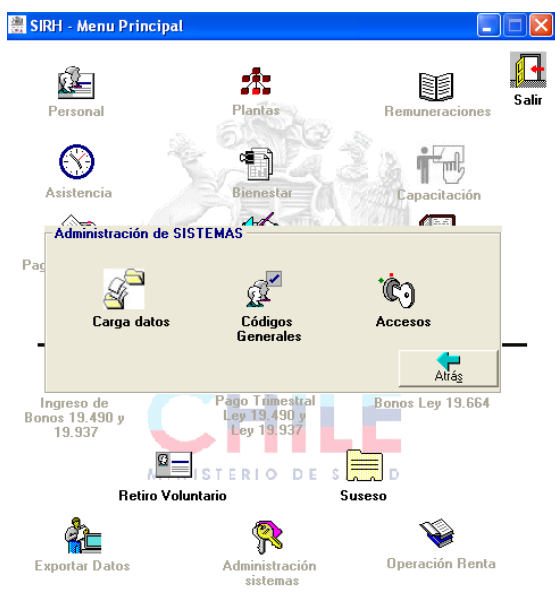 SIRH - Menu Principal
Personal
Plantas
Remuneraciones
Salir
Asistencia
Bienestar
Capacitación
Administración de SISTEMAS
Pag
Carga datos
Códigos
Generales
Accesos
Atrás
Ingreso de
Bonos 19.490 y
19.937
Pago Trimestral
Ley 19.490 y
Ley 19.937
Bonos Ley 19.664
CHILE
MINISTERIO DE S D
Retiro Voluntario
Suseso
Exportar Datos
Administración
sistemas
Operación Renta